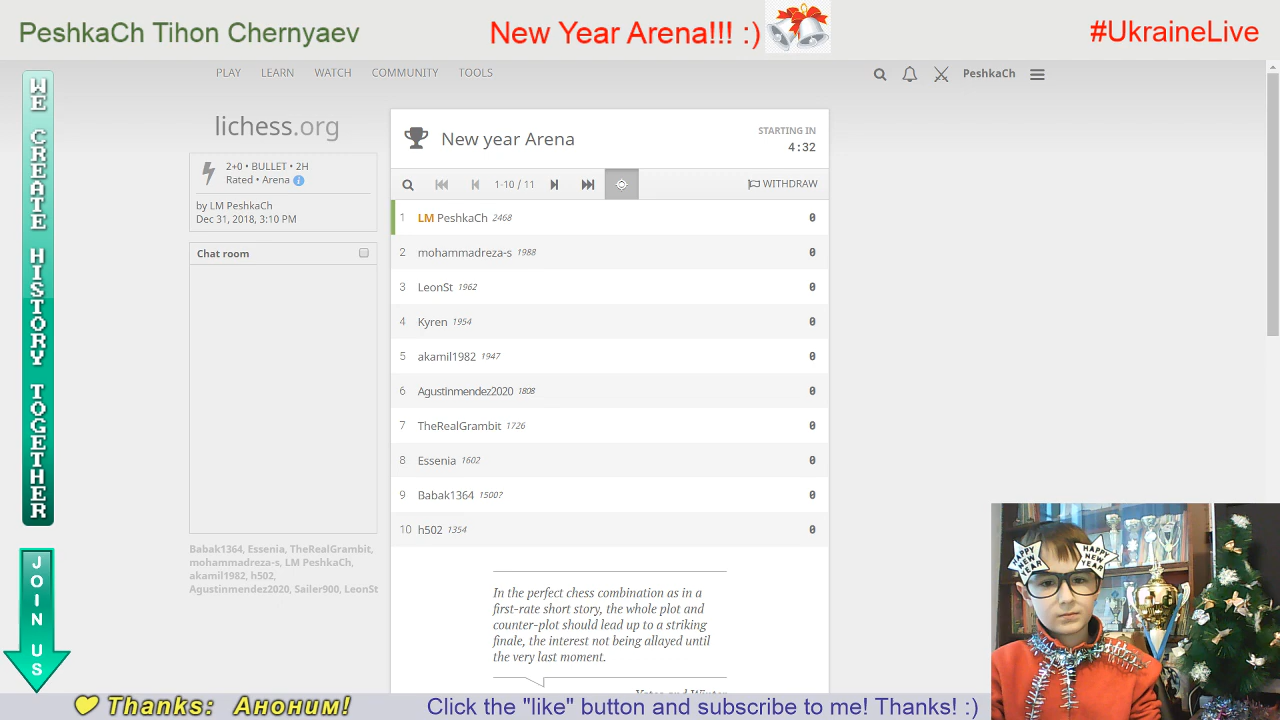 PeshkaCh Tihon Chernyaev
New Year Arena!!! :)
#UkraineLive
PLAY LEARN WATCH COMMUNITY TOOLS
PeshkaCh
lichess.org
2+0 • BULLET • 2H
Rated • Arena
by LM PeshkaCh
Dec 31, 2018, 3:10 PM
Chat room
Babak1364, Essenia, TheRealGrambit,
mohammadreza-s, LM PeshkaCh,
akamil1982, h502,
Agustinmendez2020, Sailer900, LeonSt
New year Arena
STARTING IN
4:32
1-10 / 11
WITHDRAW
1 LM PeshkaCh 2468 0
2 mohammadreza-s 1988 0
3 LeonSt 1962 0
4 Kyren 1954 0
5 akamil1982 1947 0
6 Agustinmendez2020 1808 0
7 TheRealGrambit 1726 0
8 Essenia 1602 0
9 Babak1364 1500? 0
10 h502 1354 0
In the perfect chess combination as in a
first-rate short story, the whole plot and
counter-plot should lead up to a striking
finale, the interest not being allayed until
the very last moment.
WE CREATE HISTORY TOGETHER
JOIN US
HAPPY NEW YEAR
HAPPY NEW YEAR
Thanks: Аноним!
Click the "like" button and subscribe to me! Thanks! :)